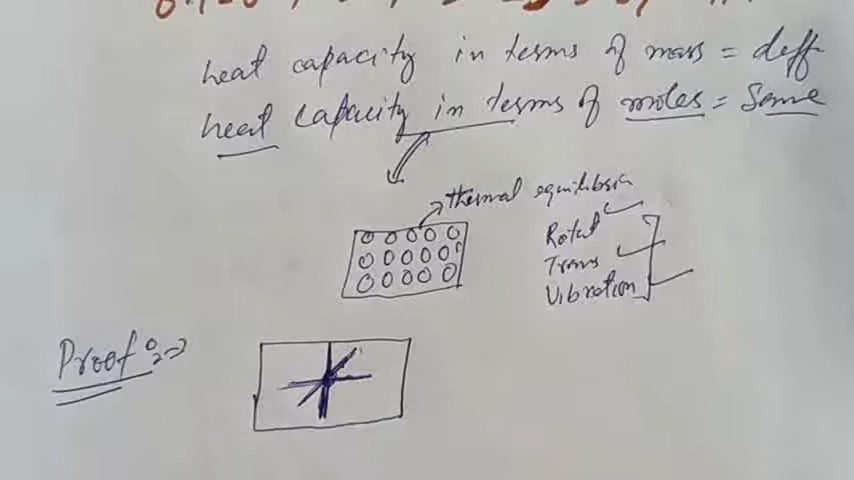 heat capacity in terms of mass = diff
heat capacity in terms of moles = Same
thermal equilibrium
Rotat
Trans
Vibration
Proof :=>